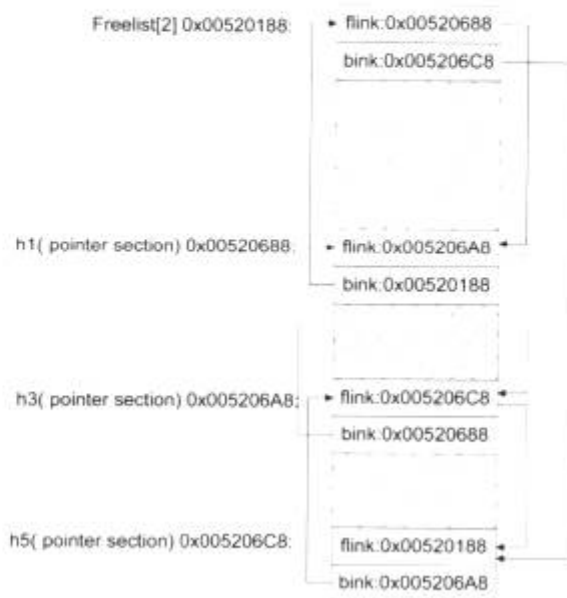 Freelist[2] 0x00520188: flink:0x00520688
bink:0x005206C8
h1( pointer section) 0x00520688: flink:0x005206A8
bink:0x00520188
h3( pointer section) 0x005206A8: flink:0x005206C8
bink:0x00520688
h5( pointer section) 0x005206C8: flink:0x00520188
bink:0x005206A8